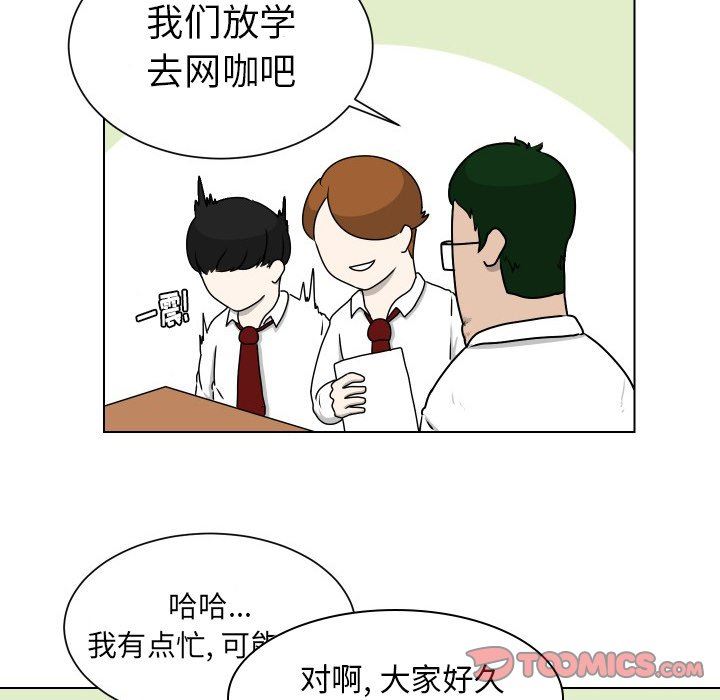 我们放学
去网咖吧
一震!
哈哈...
我有点忙, 可能
对啊, 大家好久
TOOMICS.COM